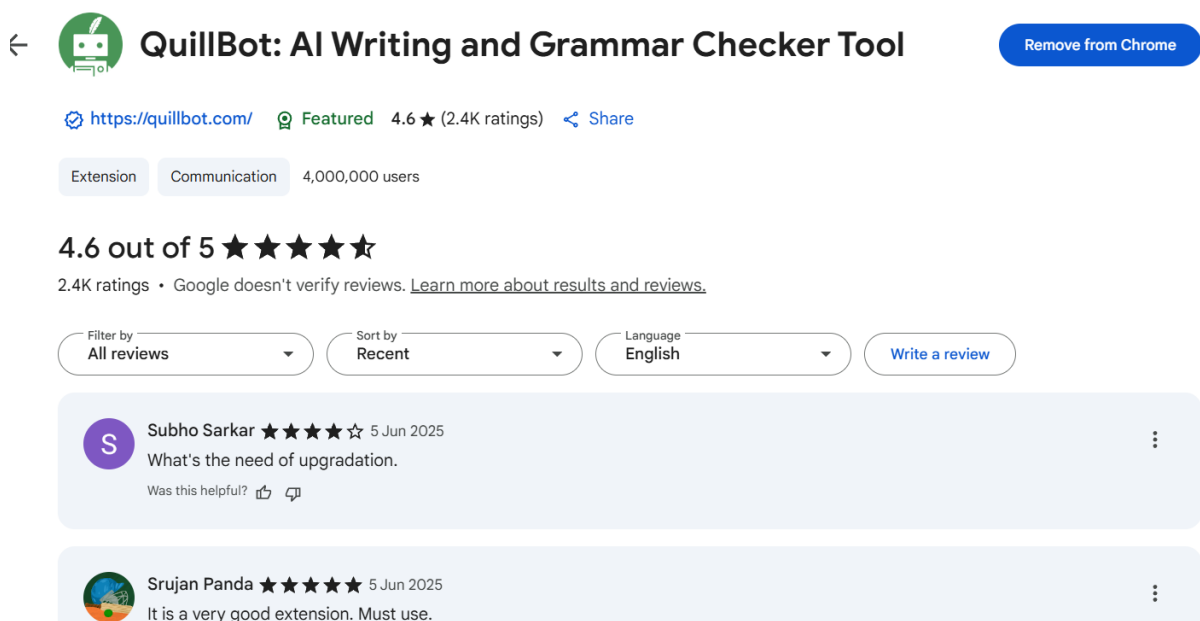 QuillBot: AI Writing and Grammar Checker Tool
Remove from Chrome
https://quillbot.com/ Featured 4.6 ★ (2.4K ratings) Share
Extension Communication 4,000,000 users
4.6 out of 5
2.4K ratings • Google doesn't verify reviews. Learn more about results and reviews.
Filter by Sort by Language
All reviews Recent English Write a review
S
Subho Sarkar 5 Jun 2025
What's the need of upgradation.
Was this helpful?
Srujan Panda 5 Jun 2025
It is a very good extension. Must use.